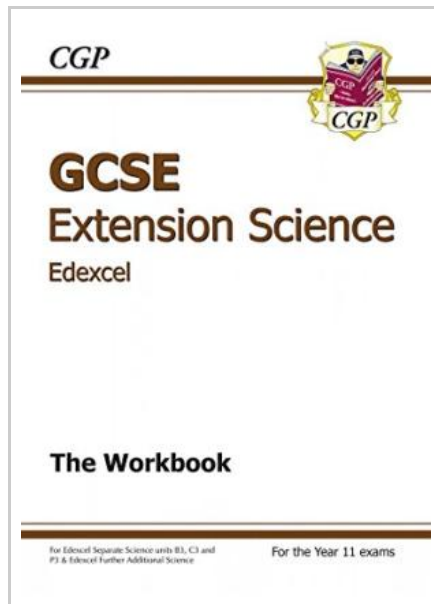 CGP
CGP
CGP
GCSE
Extension Science
Edexcel
The Workbook
For Edexcel Separate Science units B3, C3 and
P3 & Edexcel Further Additional Science
For the Year 11 exams